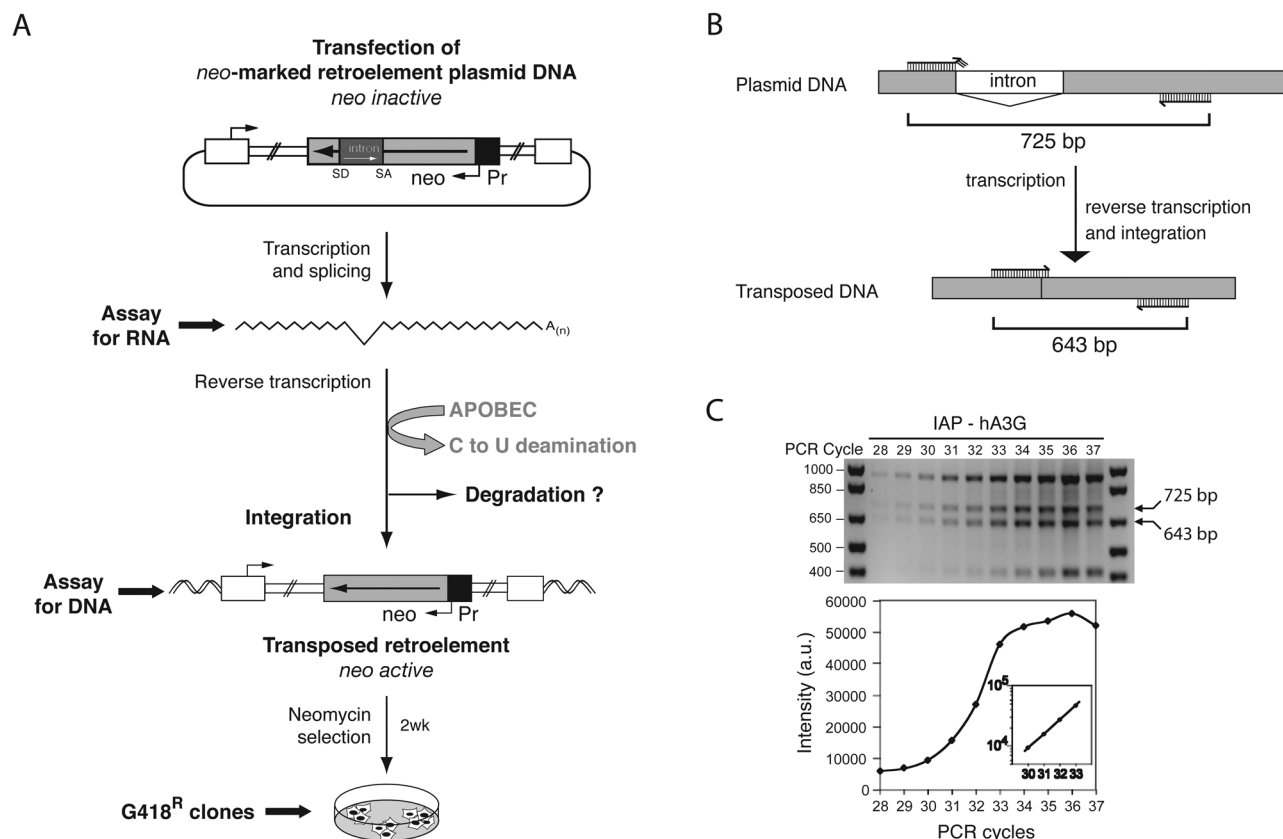 A
Transfection of
neo-marked retroelement plasmid DNA
neo inactive
intron
SD
SA
neo
Pr
Transcription
and splicing
Assay
for RNA
A(n)
Reverse transcription
APOBEC
C to U deamination
Degradation ?
Integration
Assay
for DNA
neo
Pr
Transposed retroelement
neo active
Neomycin
selection
2wk
G418R clones
B
Plasmid DNA
intron
725 bp
transcription
reverse transcription
and integration
Transposed DNA
643 bp
C
IAP - hA3G
PCR Cycle
28 29 30 31 32 33 34 35 36 37
1000
850
650
500
400
725 bp
643 bp
Intensity (a.u.)
60000
50000
40000
30000
20000
10000
0
10^5
10^4
30 31 32 33
28 29 30 31 32 33 34 35 36 37
PCR cycles